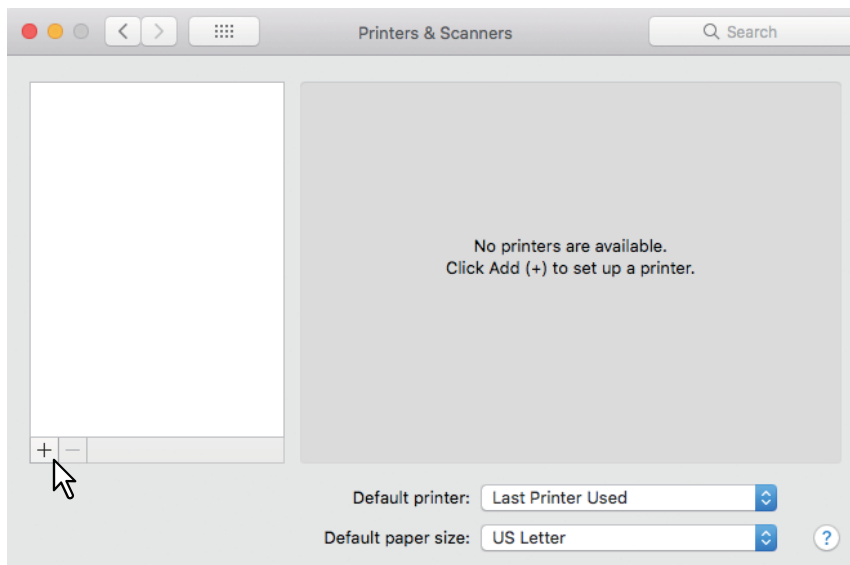 Printers & Scanners
Search
No printers are available.
Click Add (+) to set up a printer.
+ −
Default printer: Last Printer Used
Default paper size: US Letter
?